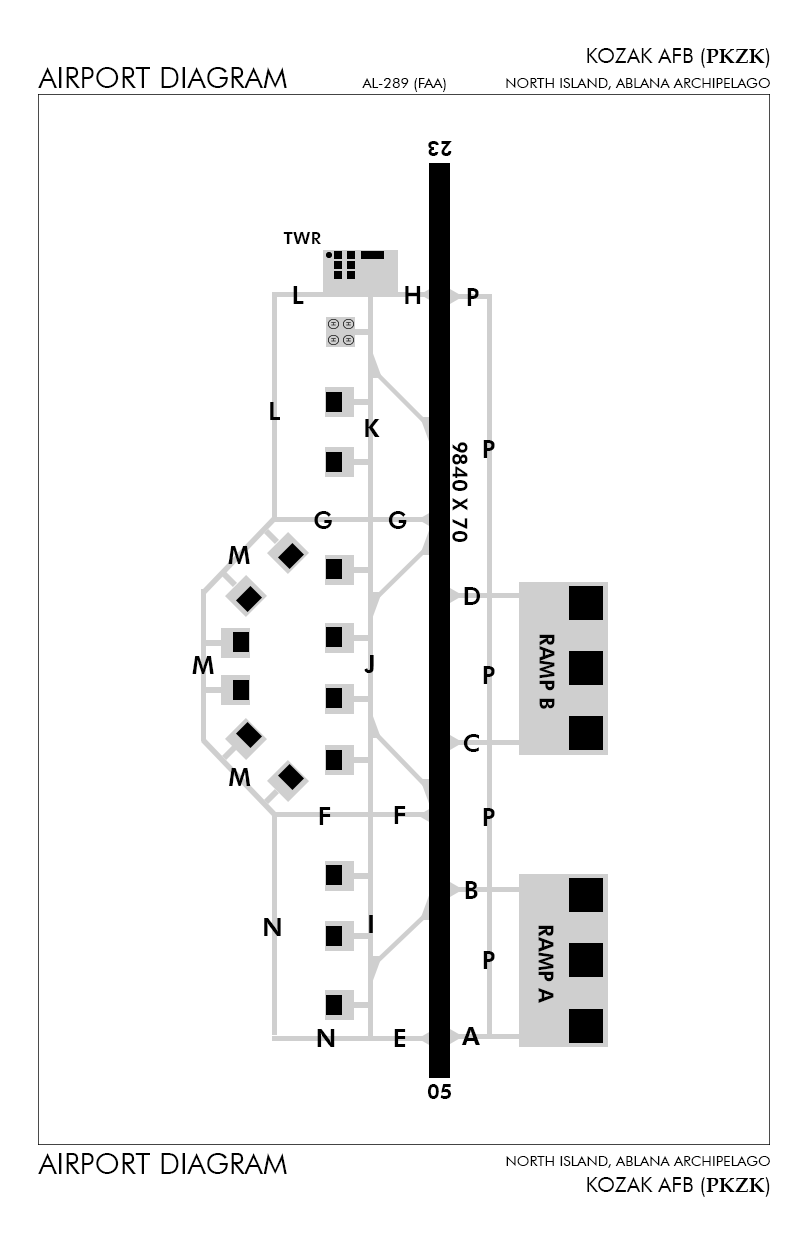 KOZAK AFB (PKZK)
AIRPORT DIAGRAM
AL-289 (FAA)
NORTH ISLAND, ABLANA ARCHIPELAGO
23
TWR
L
H
P
L
K
P
9840 X 70
G
G
M
D
RAMP B
M
J
P
C
M
F
F
P
B
N
I
RAMP A
P
N
E
A
05
AIRPORT DIAGRAM
NORTH ISLAND, ABLANA ARCHIPELAGO
KOZAK AFB (PKZK)